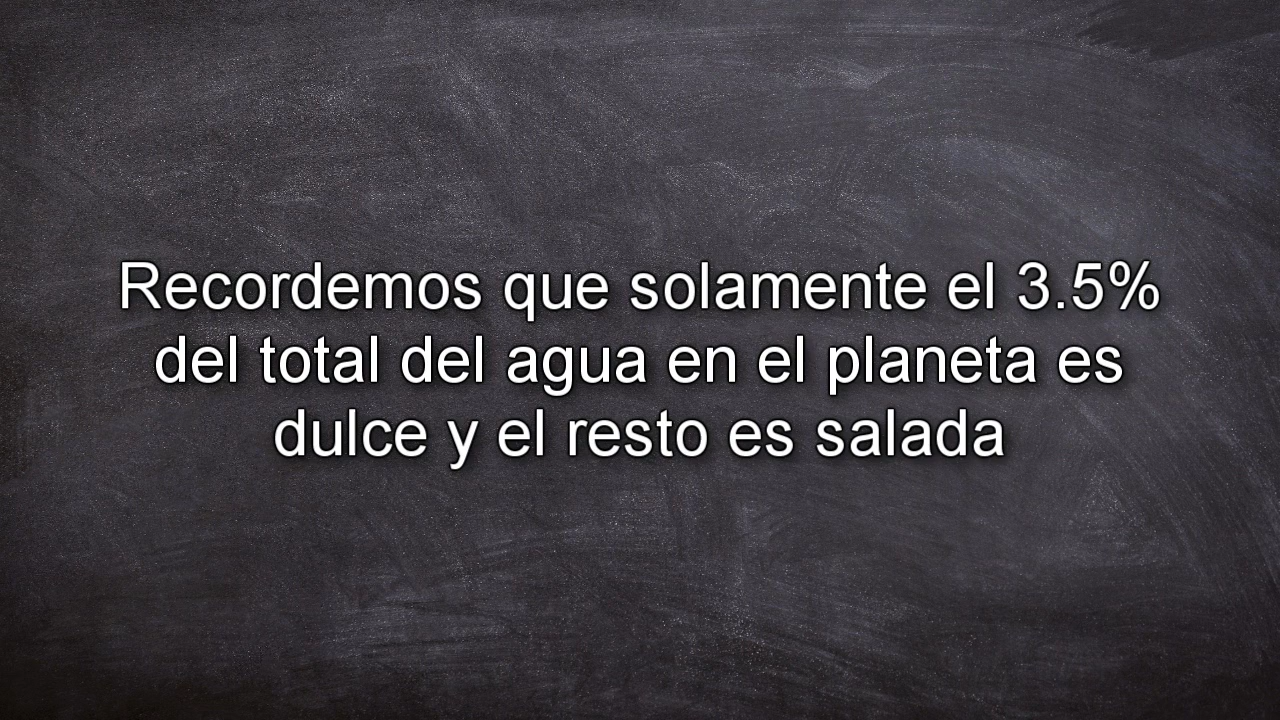 Recordemos que solamente el 3.5%
del total del agua en el planeta es
dulce y el resto es salada